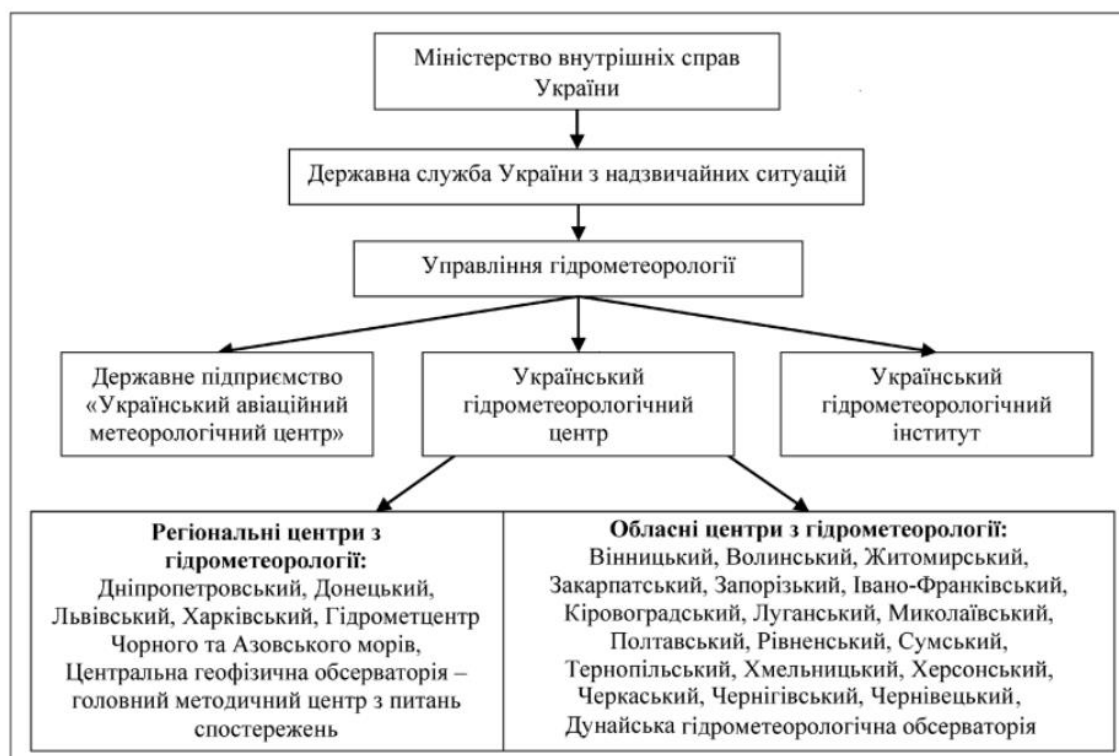 Міністерство внутрішніх справ
України
Державна служба України з надзвичайних ситуацій
Управління гідрометеорології
Державне підприємство
«Український авіаційний
метеорологічний центр»
Український
гідрометеорологічний
центр
Український
гідрометеорологічний
інститут
Регіональні центри з
гідрометеорології:
Дніпропетровський, Донецький,
Львівський, Харківський, Гідрометцентр
Чорного та Азовського морів,
Центральна геофізична обсерваторія –
головний методичний центр з питань
спостережень
Обласні центри з гідрометеорології:
Вінницький, Волинський, Житомирський,
Закарпатський, Запорізький, Івано-Франківський,
Кіровоградський, Луганський, Миколаївський,
Полтавський, Рівненський, Сумський,
Тернопільський, Хмельницький, Херсонський,
Черкаський, Чернігівський, Чернівецький,
Дунайська гідрометеорологічна обсерваторія